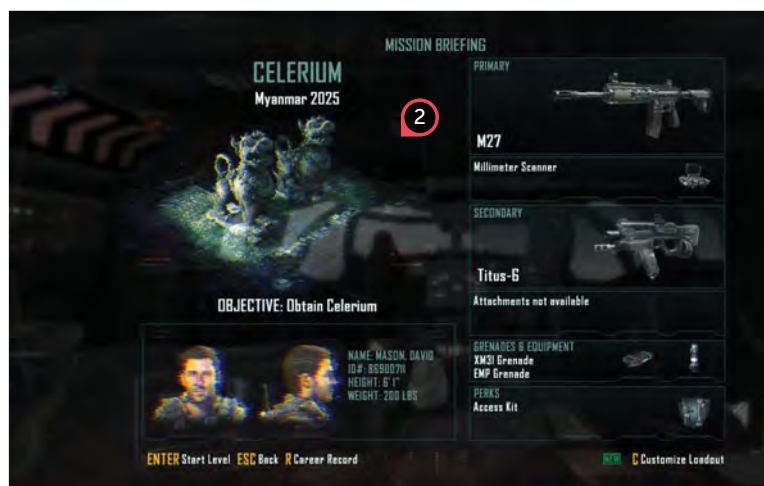 MISSION BRIEFING
CELERIUM
Myanmar 2025
2
OBJECTIVE: Obtain Celerium
NAME: MASON, DAVID
ID#: 86900711
HEIGHT: 6' 1"
WEIGHT: 200 LBS
PRIMARY
M27
Millimeter Scanner
SECONDARY
Titus-6
Attachments not available
GRENADES & EQUIPMENT
XM31 Grenade
EMP Grenade
PERKS
Access Kit
ENTER Start Level ESC Back R Career Record
NEW C Customize Loadout